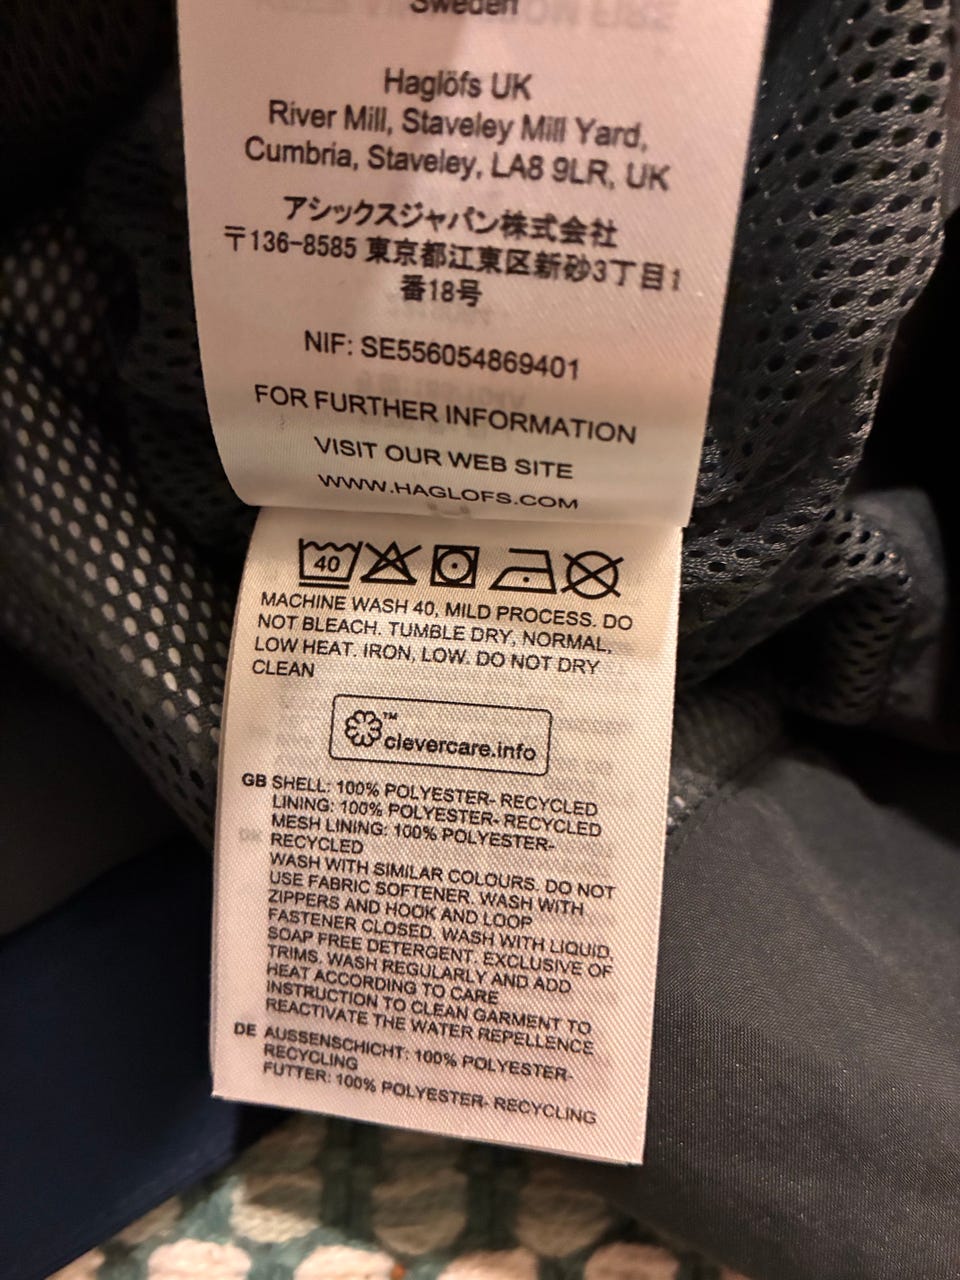 Sweden
Haglöfs UK
River Mill, Staveley Mill Yard,
Cumbria, Staveley, LA8 9LR, UK
アシックスジャパン株式会社
〒136-8585 東京都江東区新砂3丁目1
番18号
NIF: SE556054869401
FOR FURTHER INFORMATION
VISIT OUR WEB SITE
WWW.HAGLOFS.COM
40
MACHINE WASH 40, MILD PROCESS. DO
NOT BLEACH. TUMBLE DRY, NORMAL,
LOW HEAT. IRON, LOW. DO NOT DRY
CLEAN
™
clevercare.info
GB SHELL: 100% POLYESTER- RECYCLED
LINING: 100% POLYESTER- RECYCLED
MESH LINING: 100% POLYESTER-
RECYCLED
WASH WITH SIMILAR COLOURS. DO NOT
USE FABRIC SOFTENER. WASH WITH
ZIPPERS AND HOOK AND LOOP
FASTENER CLOSED. WASH WITH LIQUID,
SOAP FREE DETERGENT. EXCLUSIVE OF
TRIMS. WASH REGULARLY AND ADD
HEAT ACCORDING TO CARE
INSTRUCTION TO CLEAN GARMENT TO
REACTIVATE THE WATER REPELLENCE
DE AUSSENSCHICHT: 100% POLYESTER-
RECYCLING
FUTTER: 100% POLYESTER- RECYCLING